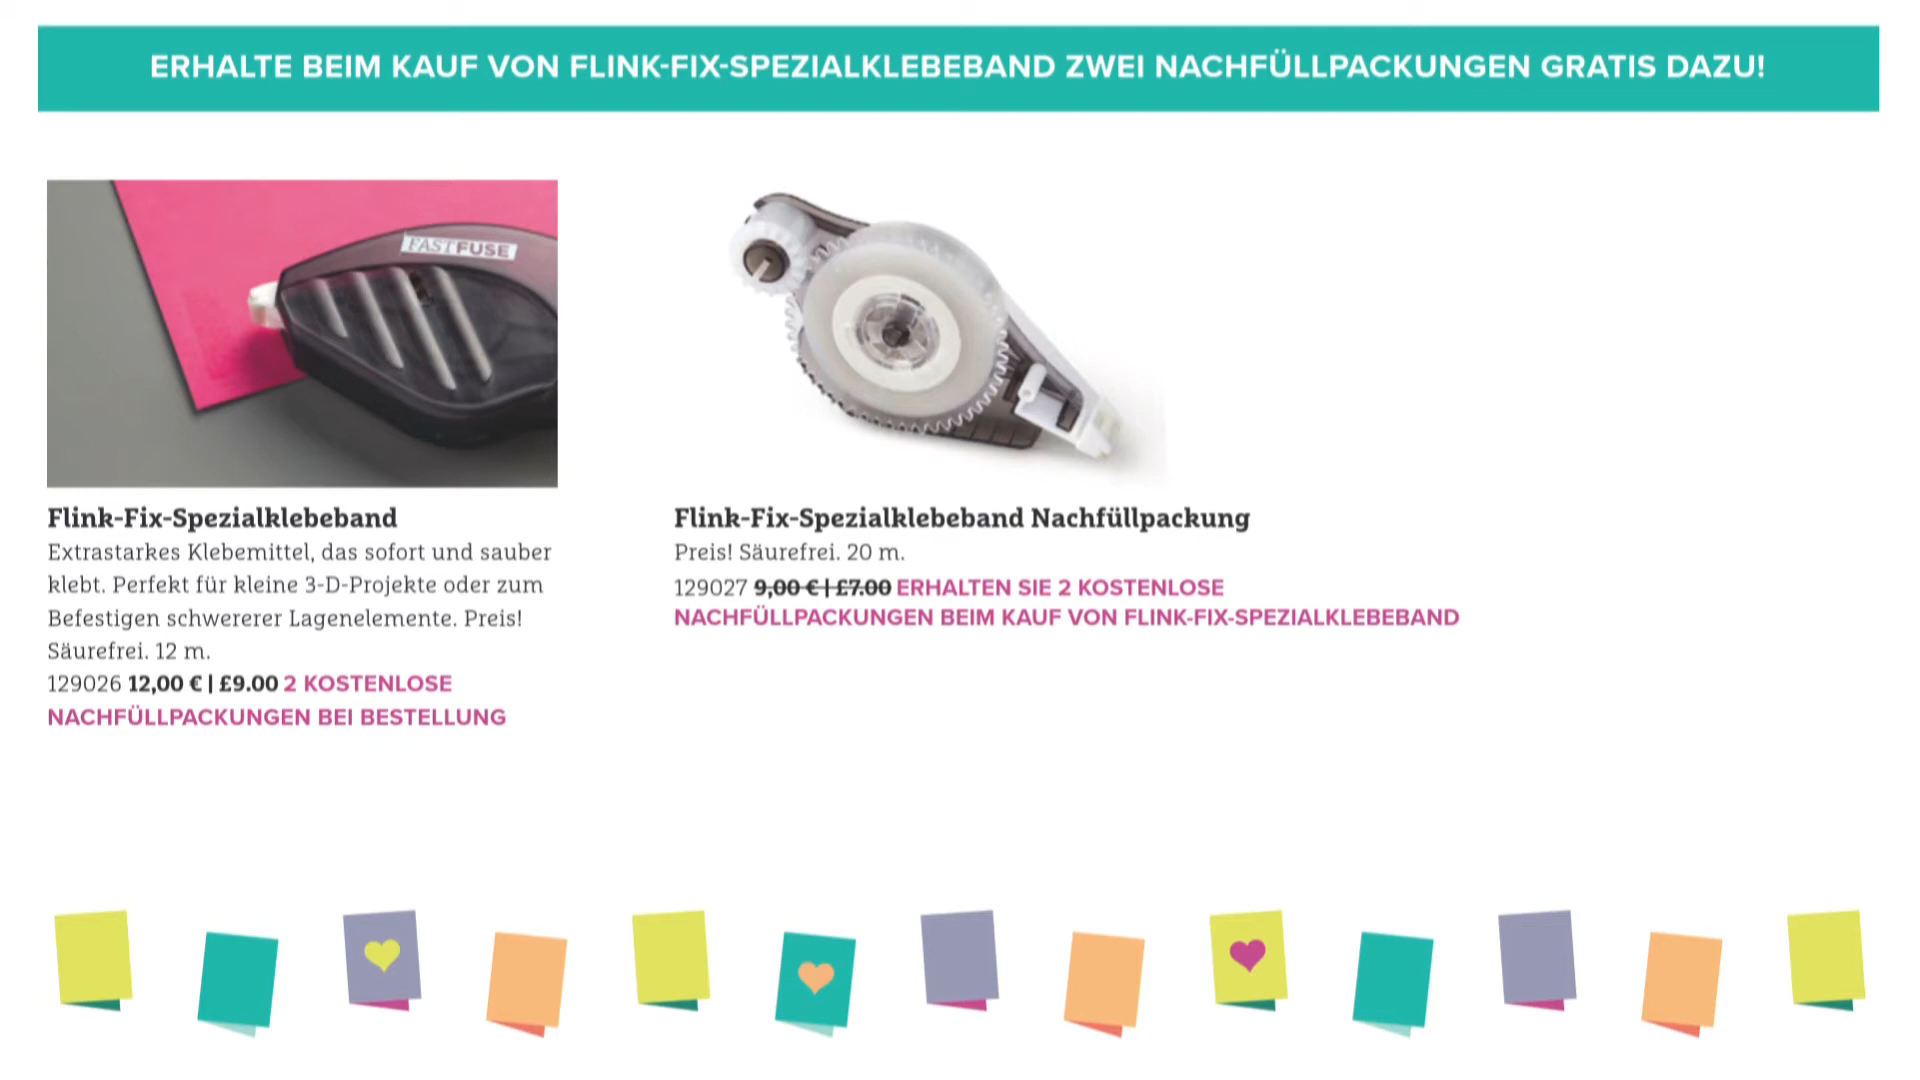 ERHALTE BEIM KAUF VON FLINK-FIX-SPEZIALKLEBEBAND ZWEI NACHFÜLLPACKUNGEN GRATIS DAZU!
FASTFUSE
Flink-Fix-Spezialklebeband
Extrastarkes Klebemittel, das sofort und sauber
klebt. Perfekt für kleine 3-D-Projekte oder zum
Befestigen schwererer Lagenelemente. Preis!
Säurefrei. 12 m.
129026 12,00 € | £9.00 2 KOSTENLOSE
NACHFÜLLPACKUNGEN BEI BESTELLUNG
Flink-Fix-Spezialklebeband Nachfüllpackung
Preis! Säurefrei. 20 m.
129027 9,00 € | £7.00 ERHALTEN SIE 2 KOSTENLOSE
NACHFÜLLPACKUNGEN BEIM KAUF VON FLINK-FIX-SPEZIALKLEBEBAND